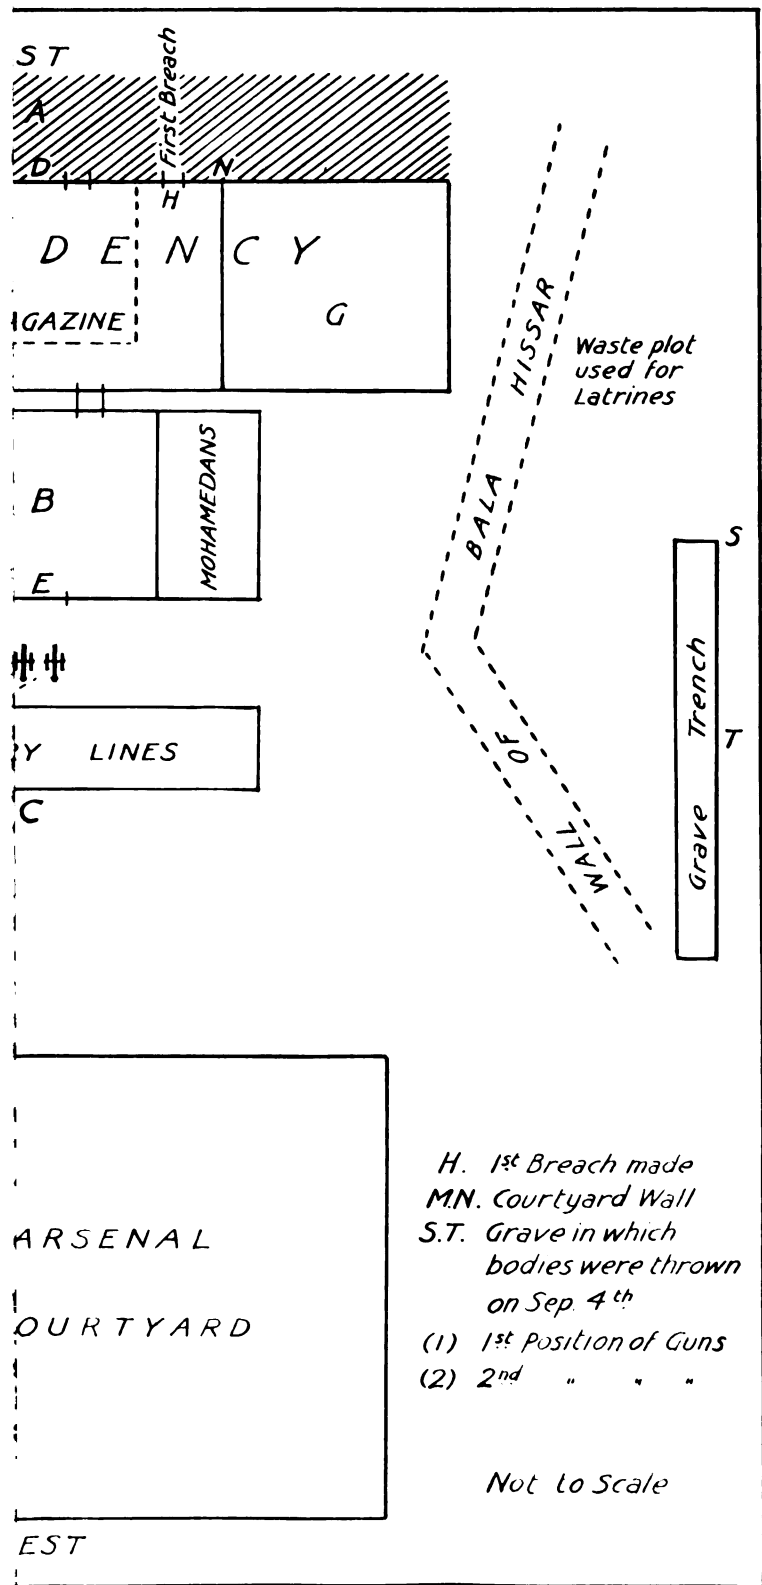 ST
First Breach
A
D
N
H
DENCY
AGAZINE
G
BALA HISSAR
Waste plot
used for
Latrines
B
MOHAMEDANS
E
S
T
Grave Trench
Y LINES
OF
WALL
C
H. 1st Breach made
M.N. Courtyard Wall
S.T. Grave in which
bodies were thrown
on Sep. 4th
(1) 1st Position of Guns
(2) 2nd " " "
ARSENAL
OURTYARD
Not to Scale
EST